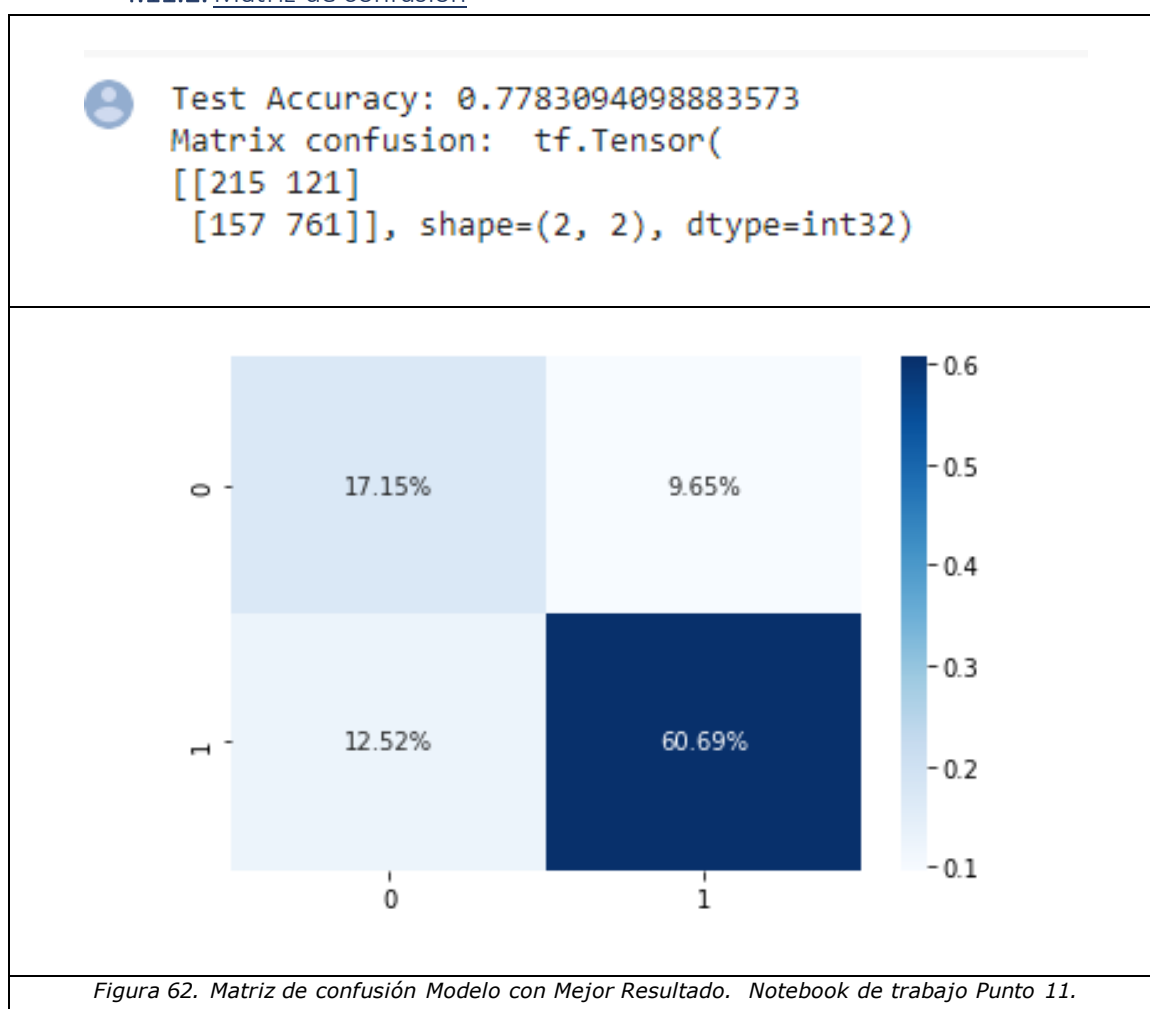 Test Accuracy: 0.7783094098883573
Matrix confusion:  tf.Tensor(
[[215 121]
 [157 761]], shape=(2, 2), dtype=int32)
0.6
0 17.15% 9.65%
0.5
0.4
0.3
1 12.52% 60.69%
0.2
0.1
0 1
Figura 62. Matriz de confusión Modelo con Mejor Resultado. Notebook de trabajo Punto 11.